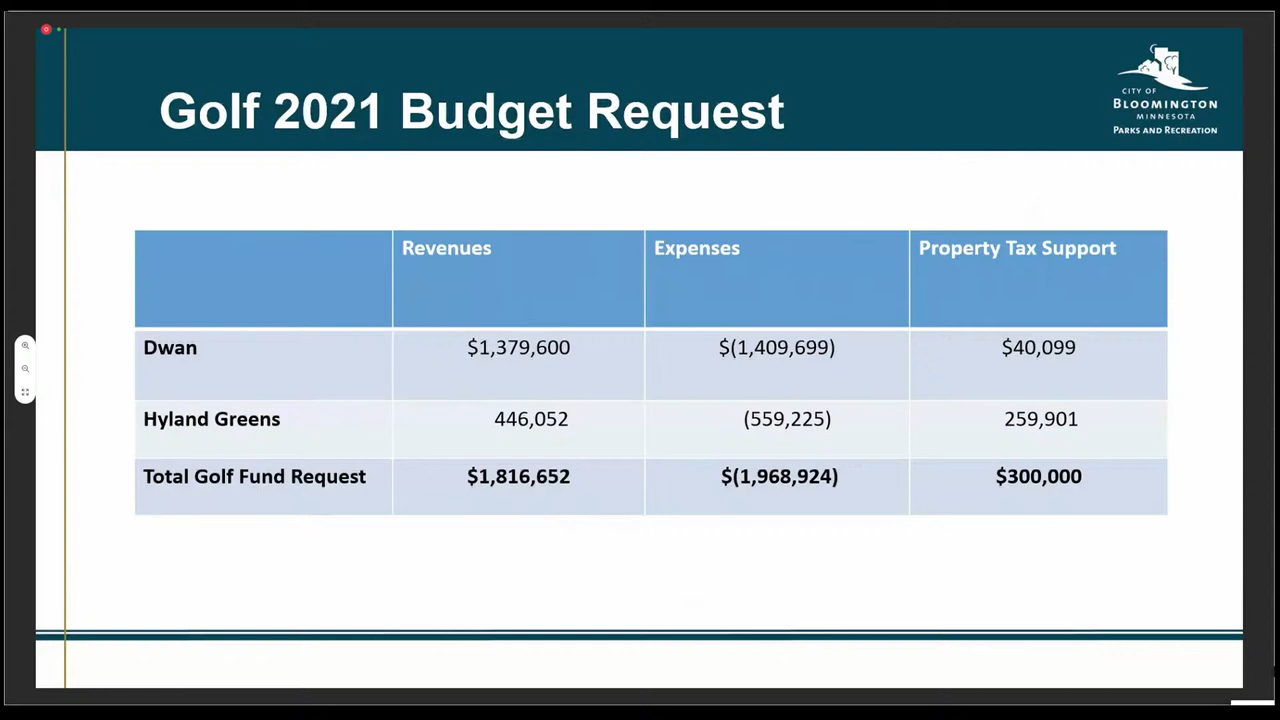 Golf 2021 Budget Request
CITY OF
BLOOMINGTON
MINNESOTA
PARKS AND RECREATION
Revenues Expenses Property Tax Support
Dwan $1,379,600 $(1,409,699) $40,099
Hyland Greens 446,052 (559,225) 259,901
Total Golf Fund Request $1,816,652 $(1,968,924) $300,000